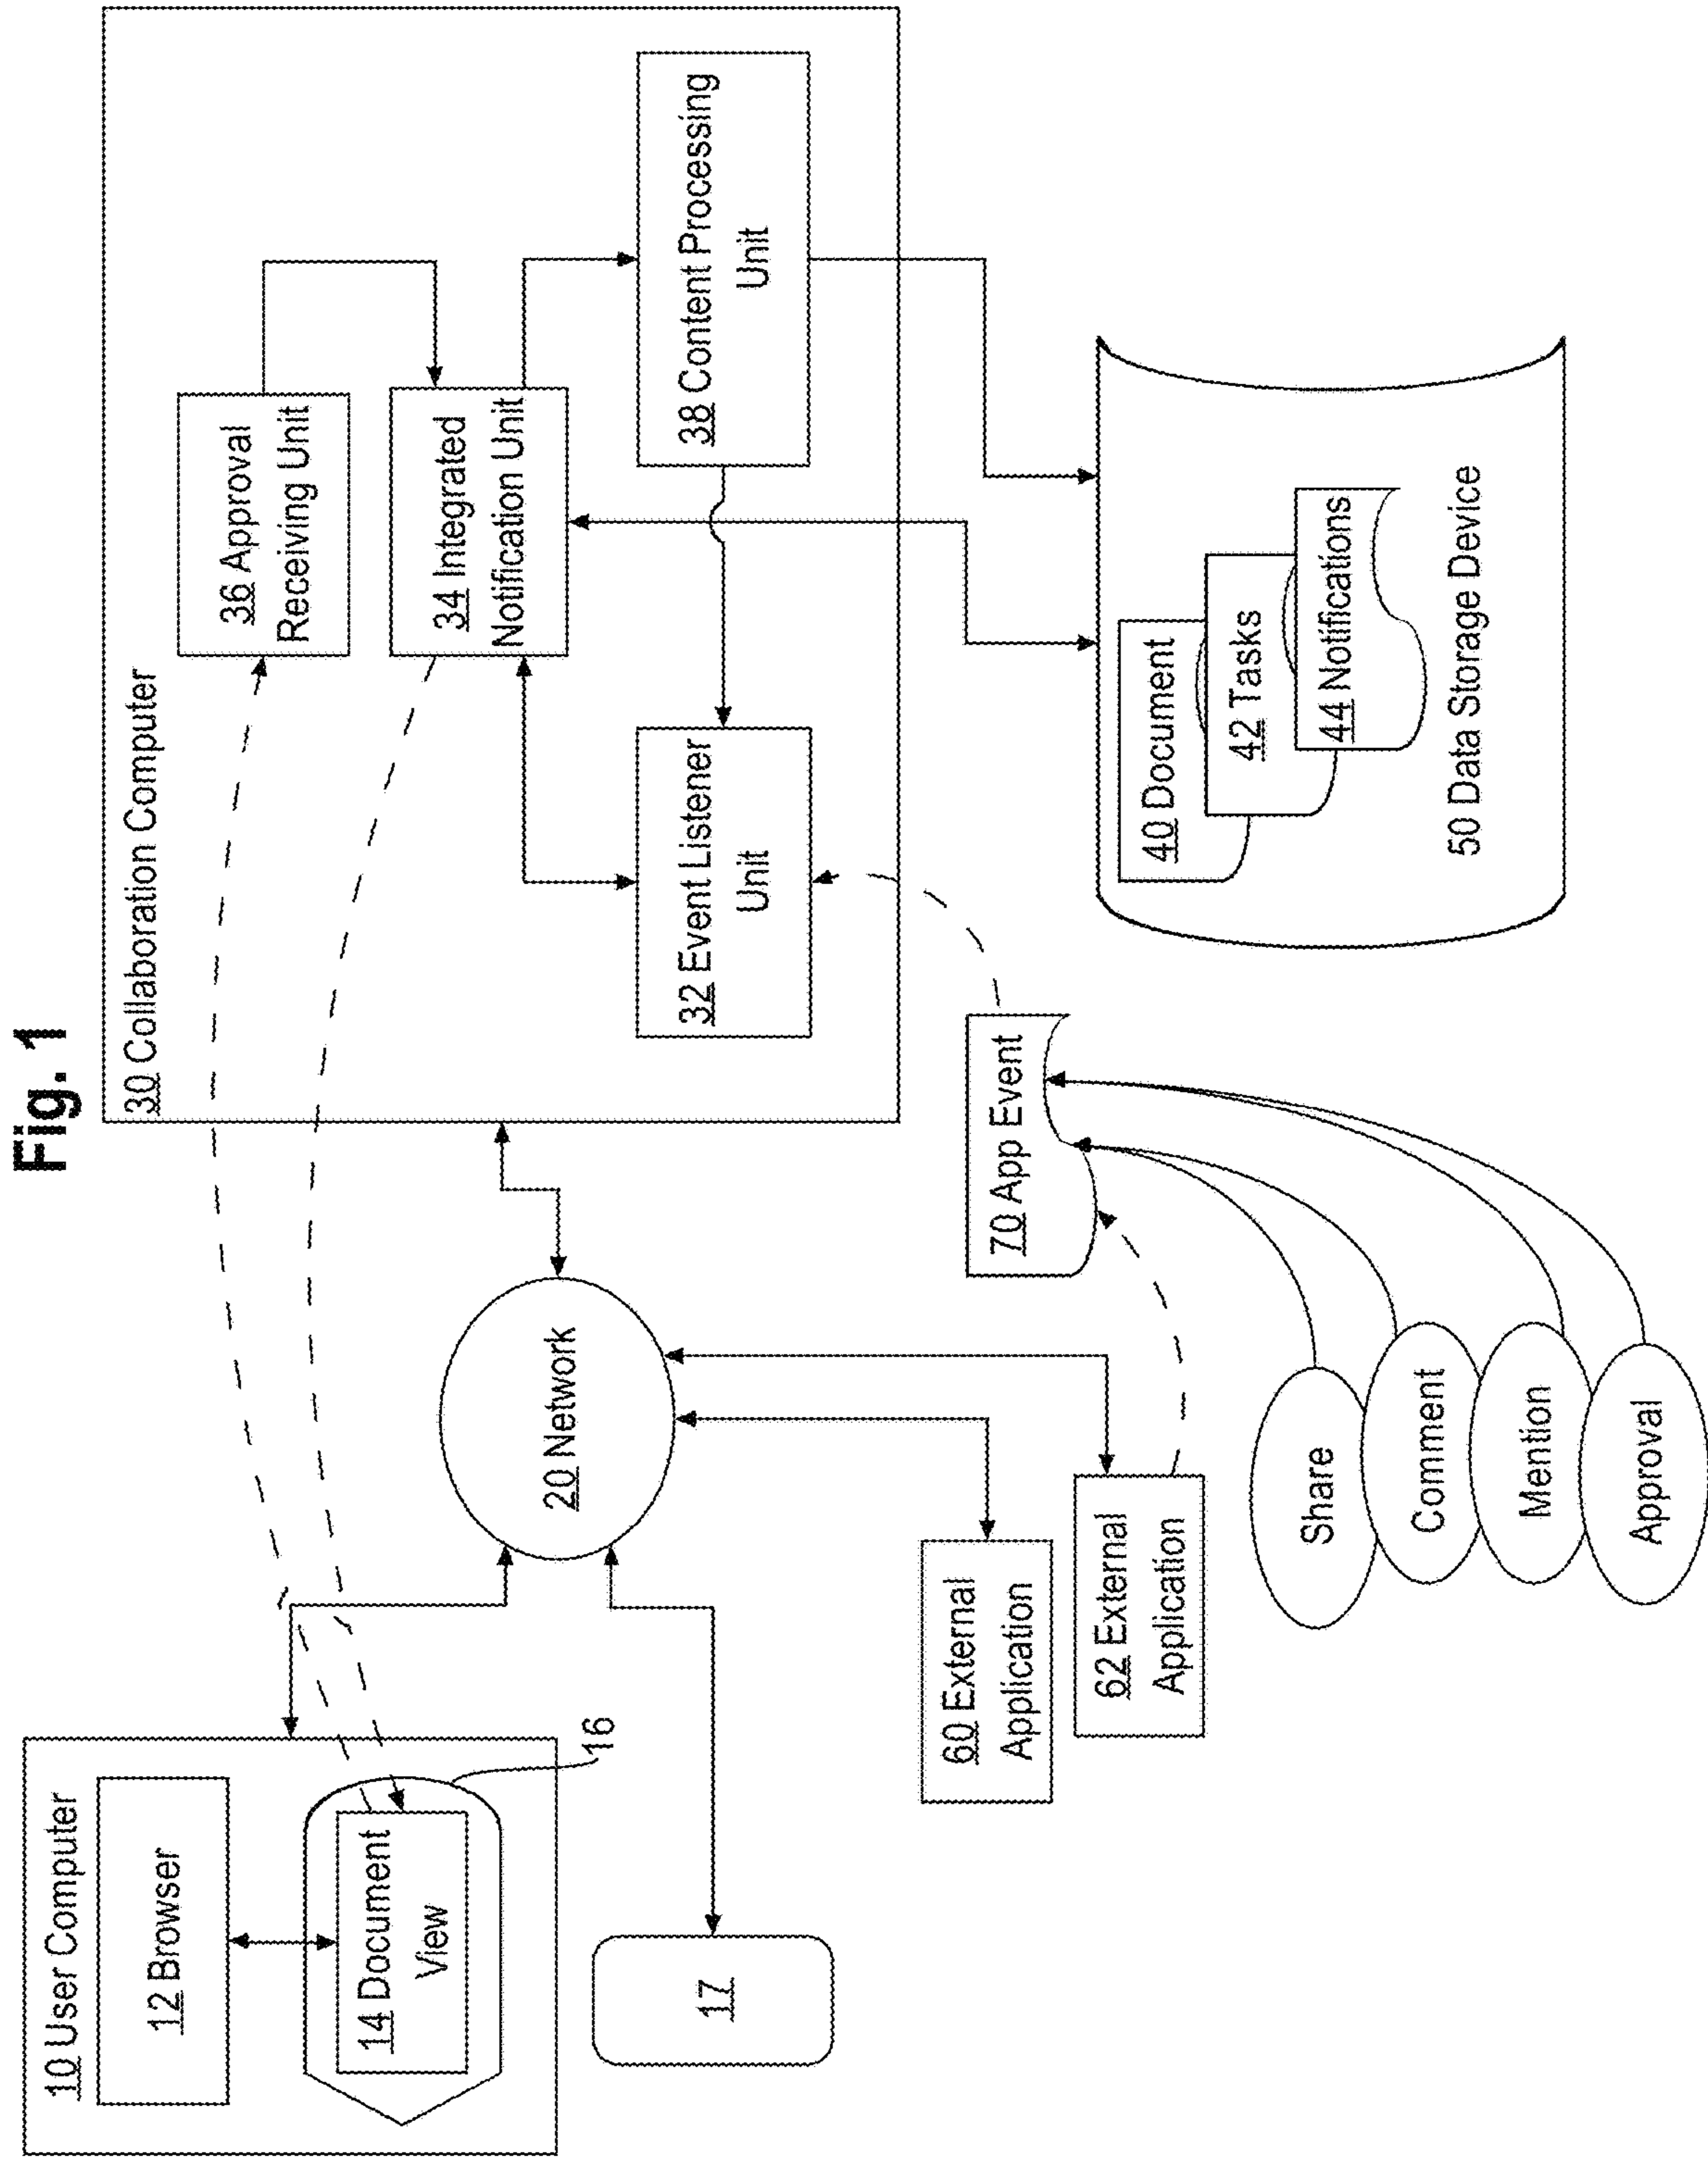 Fig. 1
10 User Computer
12 Browser
14 Document
View
16
17
20 Network
30 Collaboration Computer
36 Approval
Receiving Unit
34 Integrated
Notification Unit
32 Event Listener
Unit
38 Content Processing
Unit
60 External
Application
62 External
Application
70 App Event
Share
Comment
Mention
Approval
40 Document
42 Tasks
44 Notifications
50 Data Storage Device